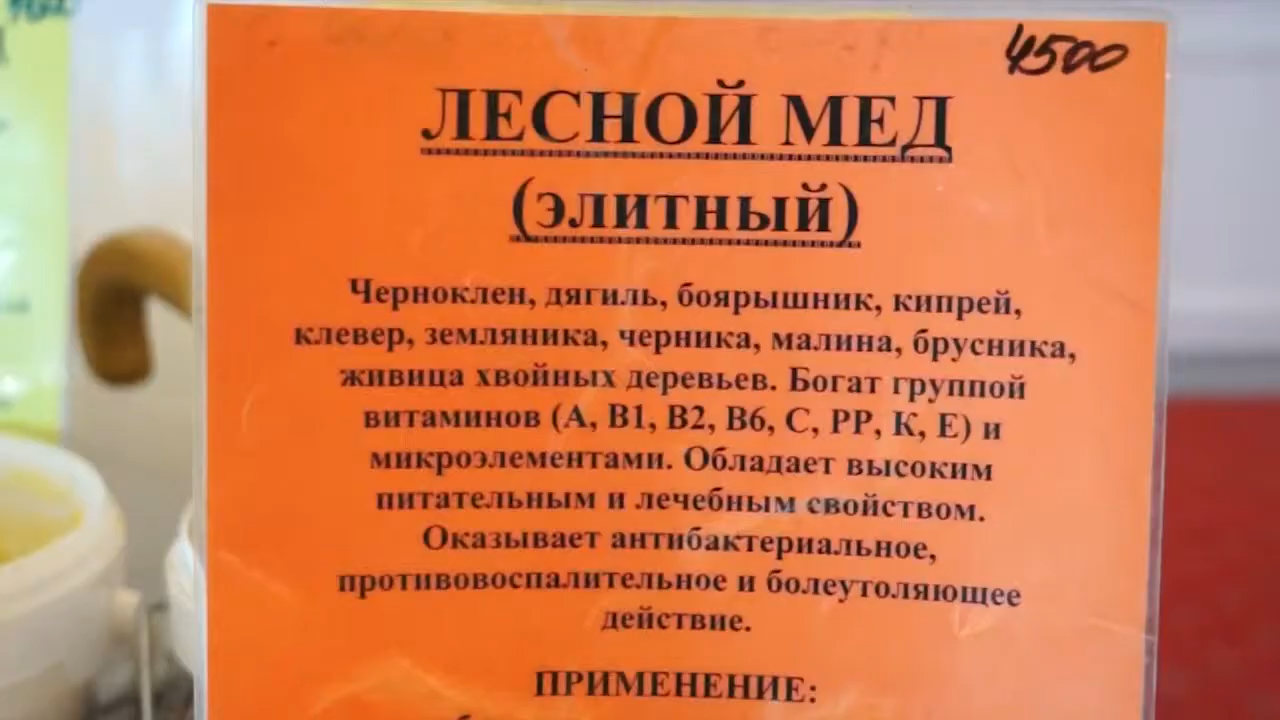 4500
ЛЕСНОЙ МЕД
(элитный)
Черноклен, дягиль, боярышник, кипрей,
клевер, земляника, черника, малина, брусника,
живица хвойных деревьев. Богат группой
витаминов (А, В1, В2, В6, С, РР, К, Е) и
микроэлементами. Обладает высоким
питательным и лечебным свойством.
Оказывает антибактериальное,
противовоспалительное и болеутоляющее
действие.
ПРИМЕНЕНИЕ: